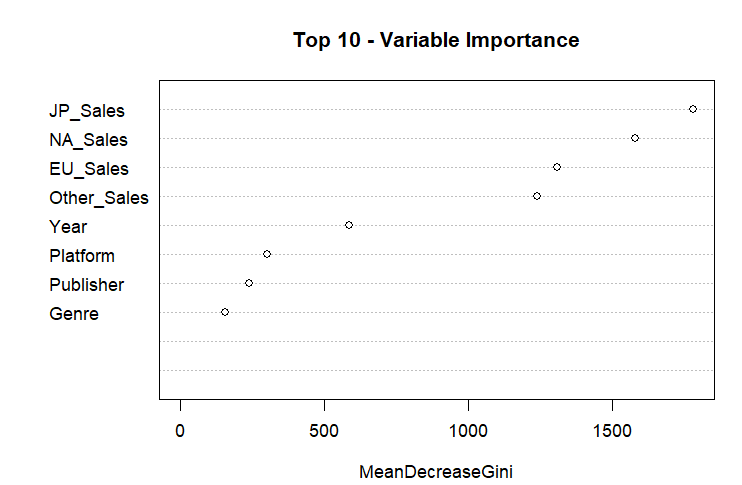 Top 10 - Variable Importance
JP_Sales
NA_Sales
EU_Sales
Other_Sales
Year
Platform
Publisher
Genre
0 500 1000 1500
MeanDecreaseGini